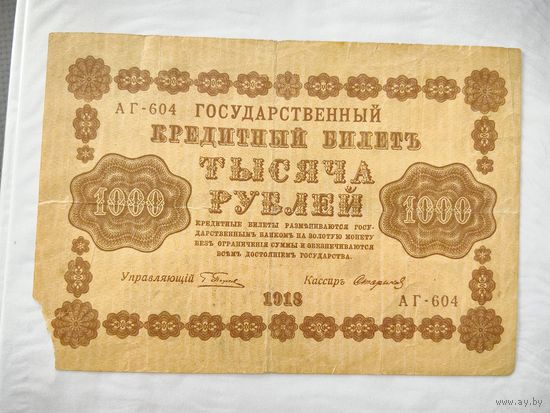 АГ-604 ГОСУДАРСТВЕННЫЙ
КРЕДИТНЫЙ БИЛЕТЪ
ТЫСЯЧА
РУБЛЕЙ
1000
1000
КРЕДИТНЫЕ БИЛЕТЫ РАЗМѢНИВАЮТСЯ ГОСУ-
ДАРСТВЕННЫМЪ БАНКОМЪ НА ЗОЛОТУЮ МОНЕТУ
БЕЗЪ ОГРАНИЧЕНІЯ СУММЫ И ОБЕЗПЕЧИВАЮТСЯ
ВСѢМЪ ДОСТОЯНІЕМЪ ГОСУДАРСТВА.
Управляющій
Кассиръ
1918
АГ-604
www.ay.by